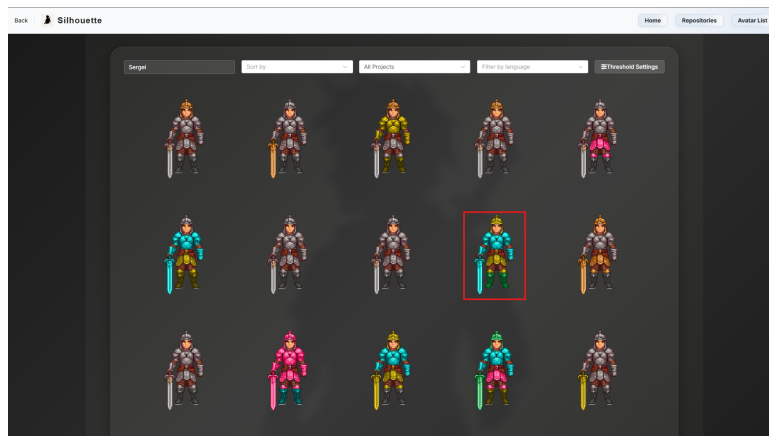 Back Silhouette Home Repositories Avatar List
Sergei Sort by All Projects Filter by language Threshold Settings